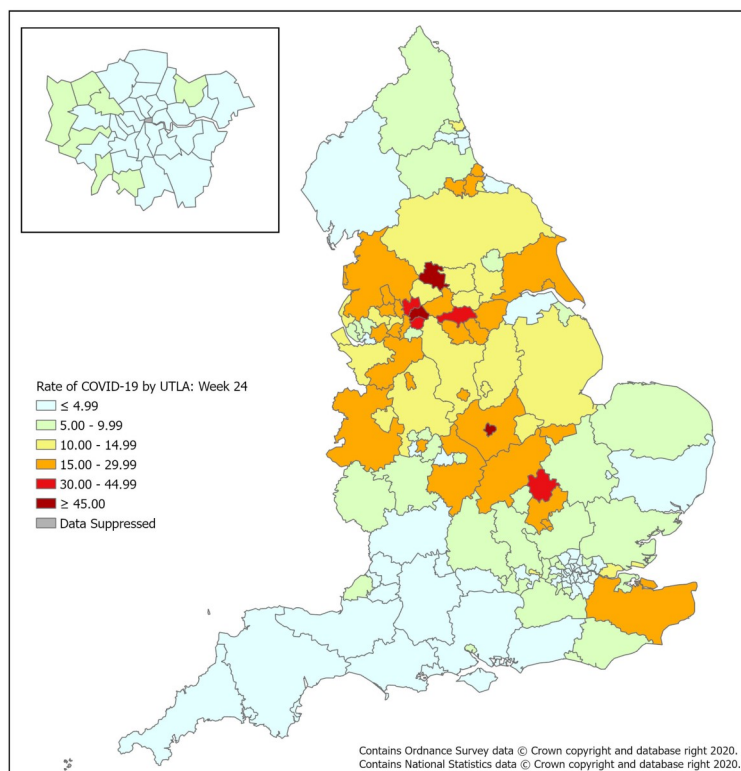 Rate of COVID-19 by UTLA: Week 24
≤ 4.99
5.00 - 9.99
10.00 - 14.99
15.00 - 29.99
30.00 - 44.99
≥ 45.00
Data Suppressed
Contains Ordnance Survey data © Crown copyright and database right 2020.
Contains National Statistics data © Crown copyright and database right 2020.